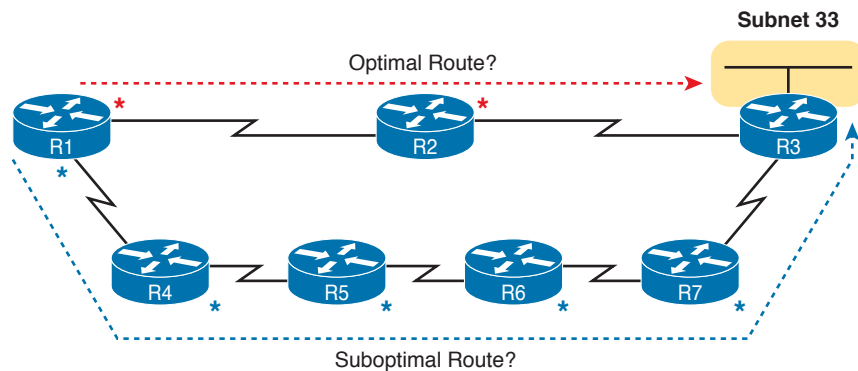 Subnet 33
Optimal Route?
*
*
R1
R2
R3
*
R4
R5
R6
R7
*
*
*
*
Suboptimal Route?